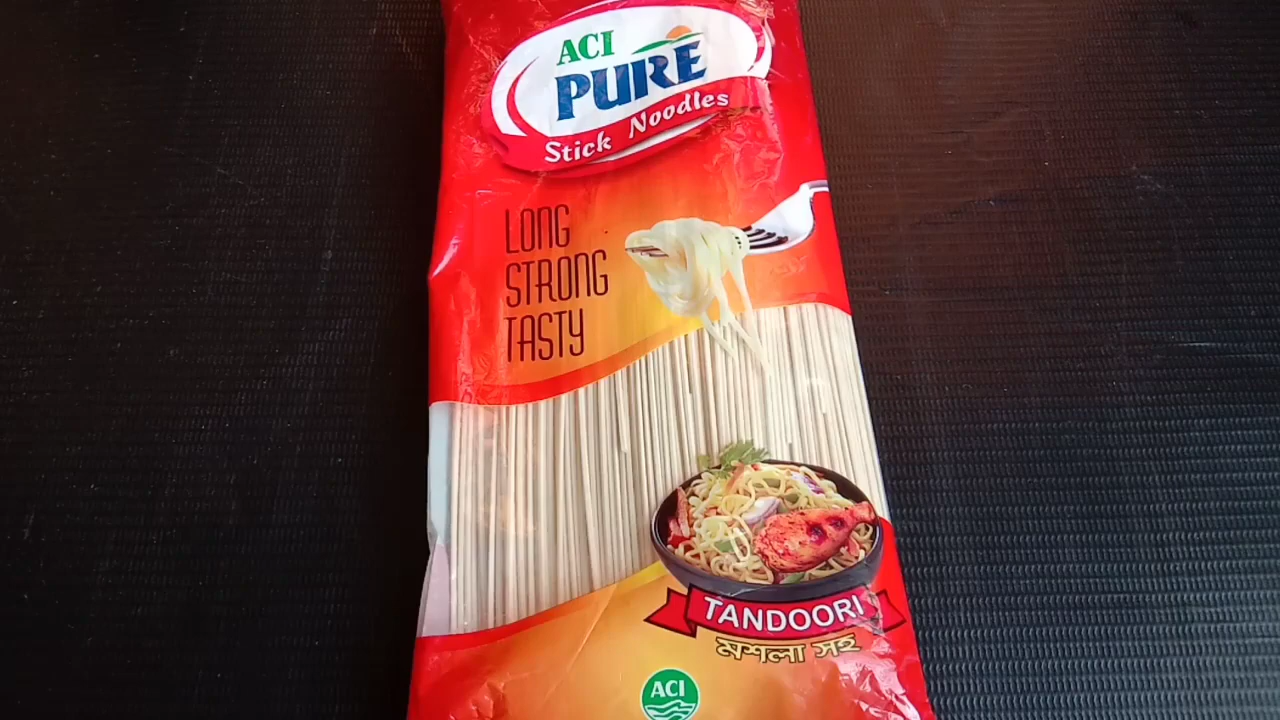 ACI
PURE
Stick Noodles
LONG
STRONG
TASTY
TANDOORI
মশলা সহ
ACI